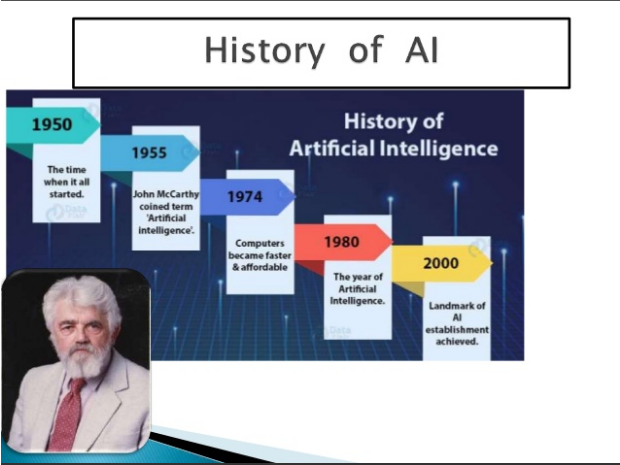 History of AI
History of
Artificial Intelligence
1950
The time
when it all
started.
1955
John McCarthy
coined term
'Artificial
intelligence'.
1974
Computers
became faster
& affordable
1980
The year of
Artificial
Intelligence.
2000
Landmark of
AI
establishment
achieved.